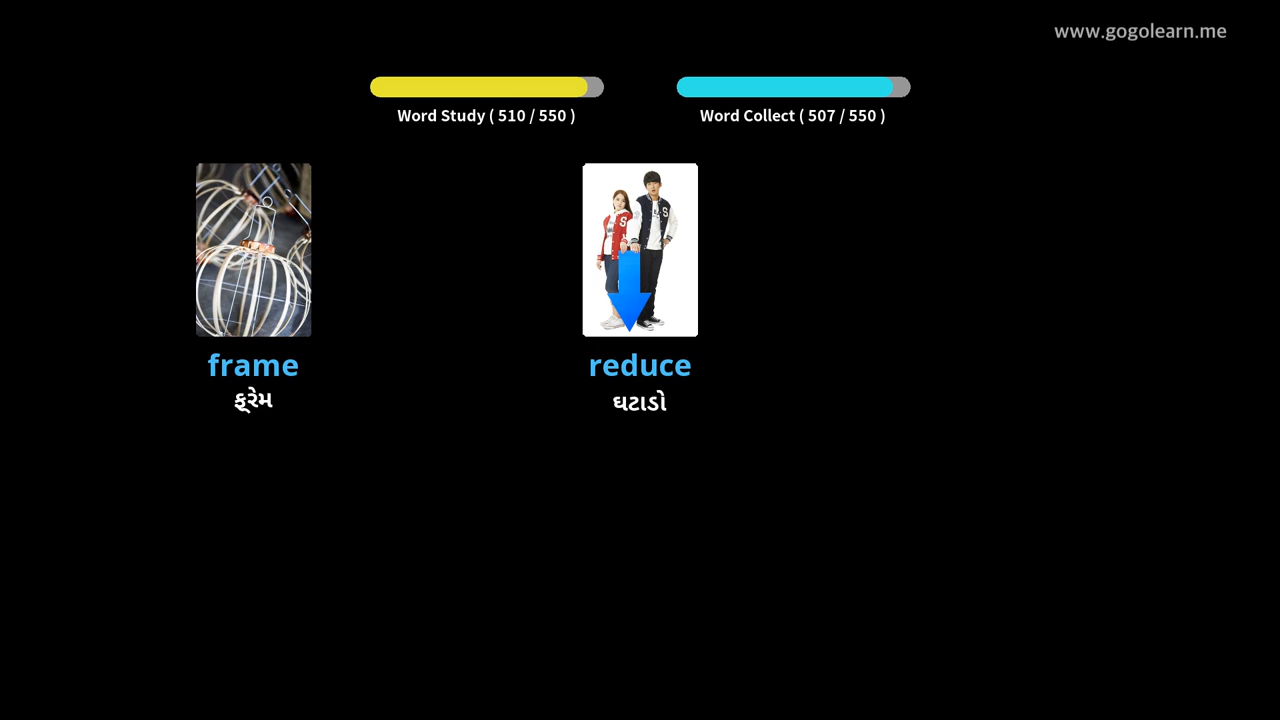 www.gogolearn.me
Word Study ( 510 / 550 )
Word Collect ( 507 / 550 )
frame
ફ્રેમ
reduce
ઘટાડો